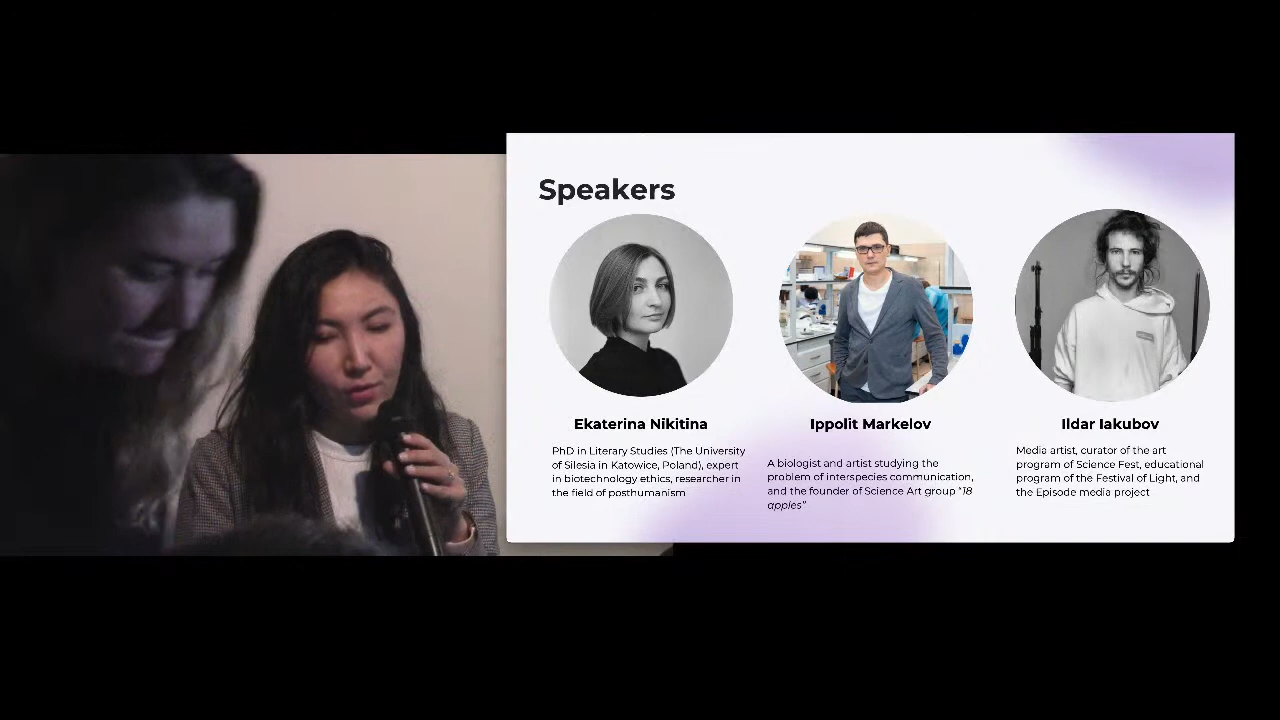 Speakers
Ekaterina Nikitina
PhD in Literary Studies (The University
of Silesia in Katowice, Poland), expert
in biotechnology ethics, researcher in
the field of posthumanism
Ippolit Markelov
A biologist and artist studying the
problem of interspecies communication,
and the founder of Science Art group "18
apples"
Ildar Iakubov
Media artist, curator of the art
program of Science Fest, educational
program of the Festival of Light, and
the Episode media project